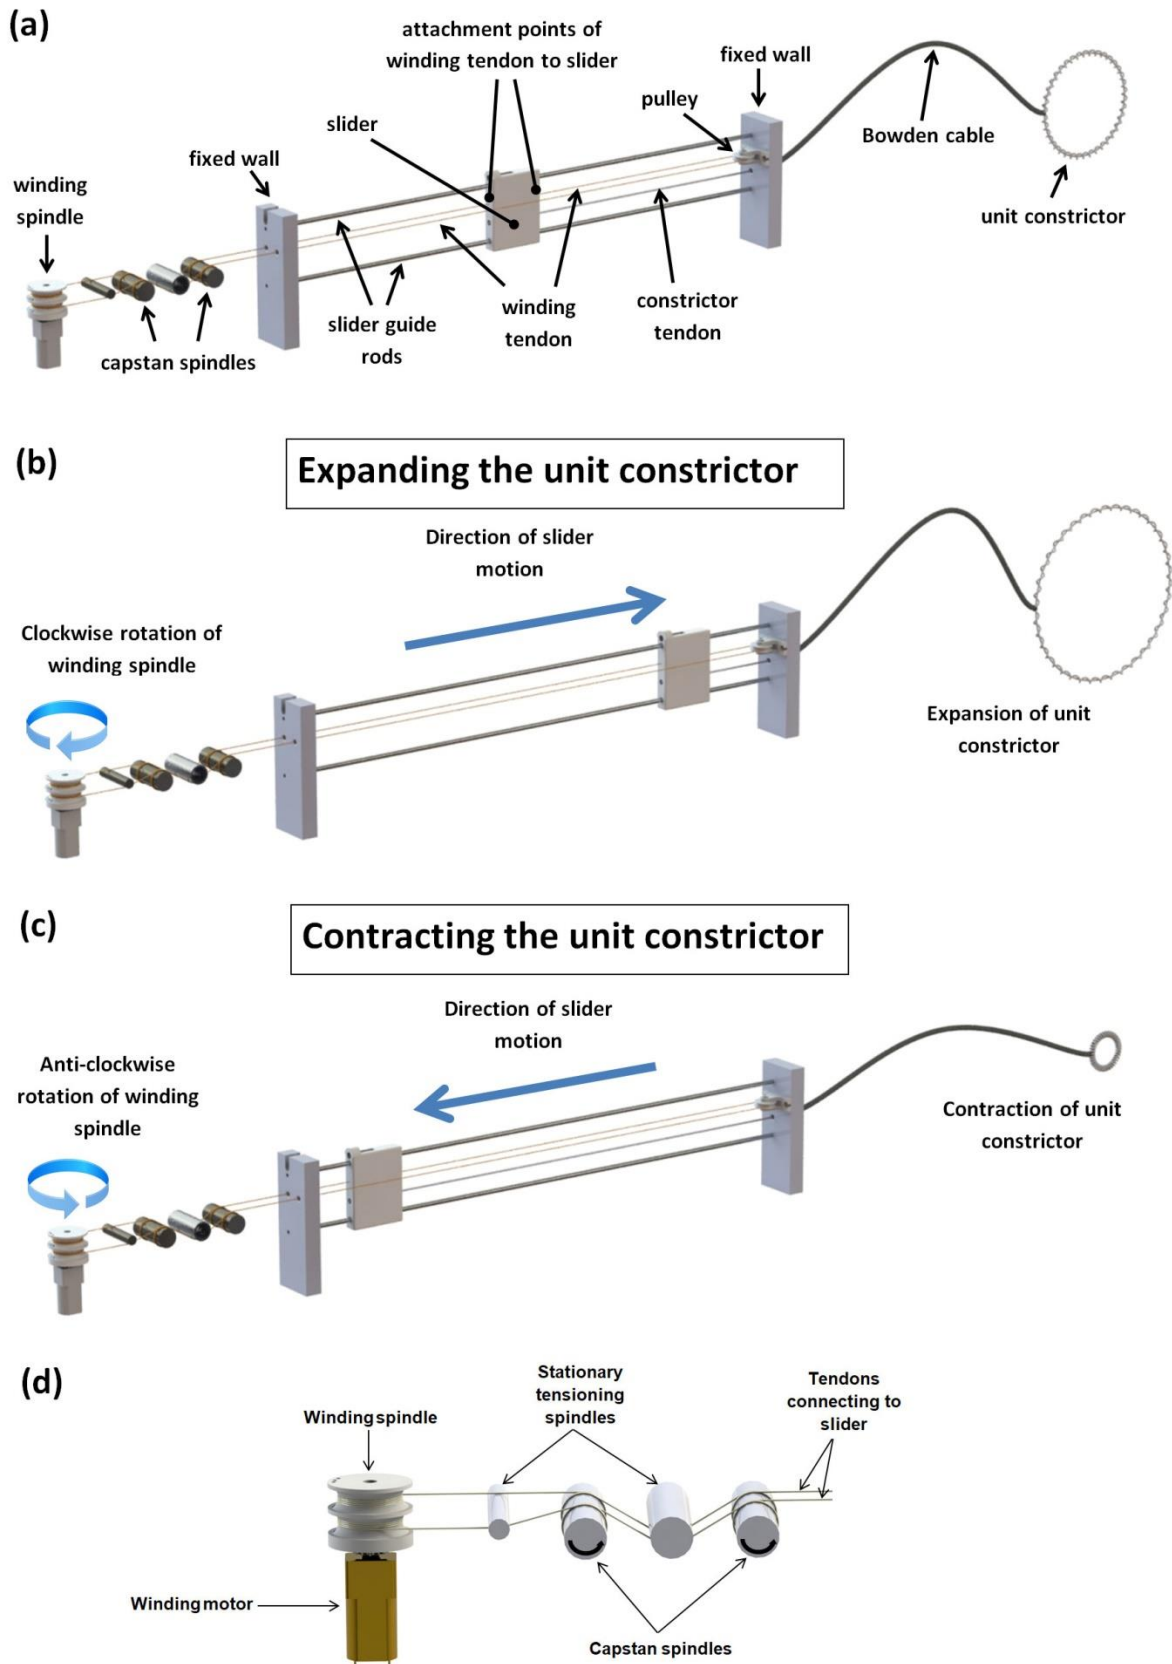 (a)
attachment points of
winding tendon to slider
fixed wall
pulley
slider
Bowden cable
fixed wall
winding
spindle
unit constrictor
capstan spindles
slider guide
rods
winding
tendon
constrictor
tendon
(b)
Expanding the unit constrictor
Direction of slider
motion
Clockwise rotation of
winding spindle
Expansion of unit
constrictor
(c)
Contracting the unit constrictor
Direction of slider
motion
Anti-clockwise
rotation of winding
spindle
Contraction of unit
constrictor
(d)
Stationary
tensioning
spindles
Tendons
connecting to
slider
Winding spindle
Winding motor
Capstan spindles